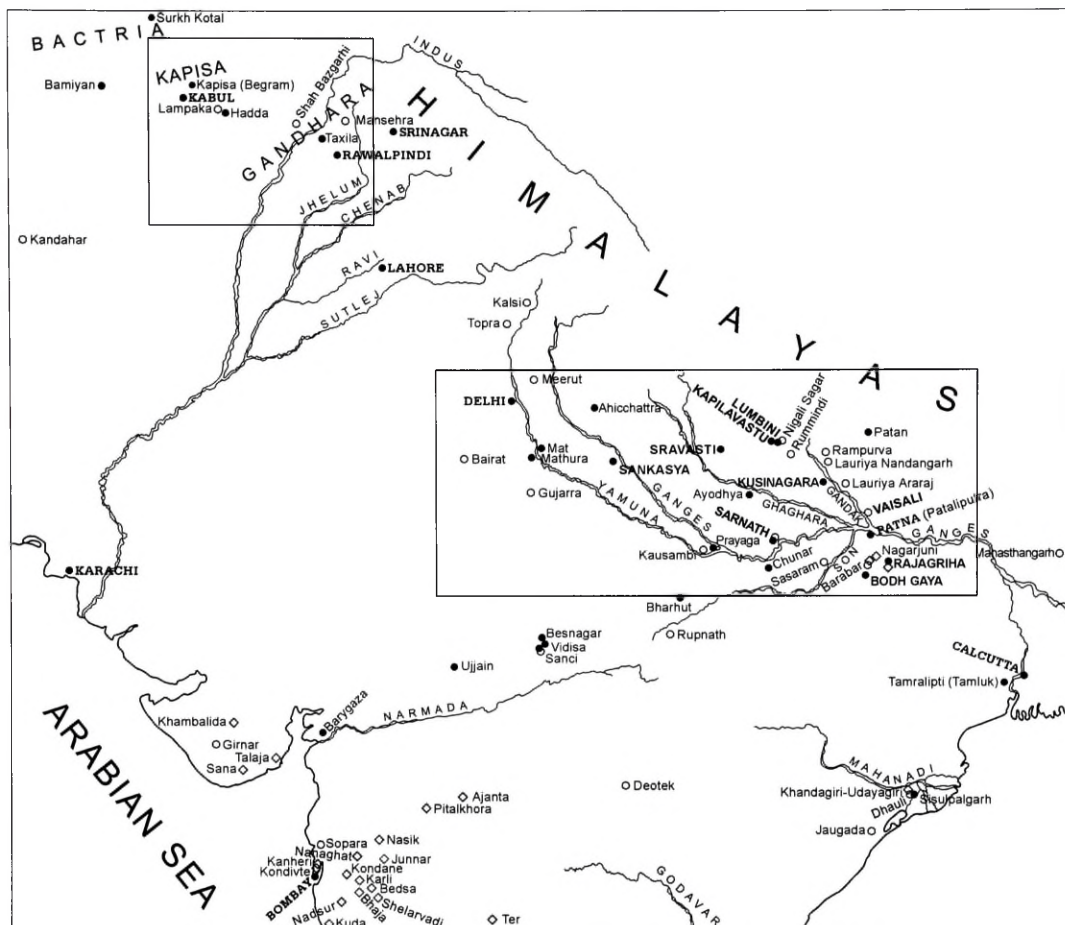 Surkh Kotal
BACTRIA
INDUS
Bamiyan
KAPISA
Kapisa (Begram)
KABUL
Lampaka
Hadda
Shah Bazgarhi
GANDHARA
Mansehra
Taxila
SRINAGAR
RAWALPINDI
HIMALAYAS
JHELUM
CHENAB
Kandahar
RAVI
LAHORE
SUTLEJ
Kalsi
Topra
Meerut
DELHI
Ahicchattra
LUMBINI
KAPILAVASTU
Nigali Sagar
Rummindi
Patan
Mat
Mathura
Bairat
SANKASYA
SRAVASTI
Rampurva
Lauriya Nandangarh
KUSINAGARA
Lauriya Araraj
Gujarra
YAMUNA
GANGES
Ayodhya
GHAGHARA
GANDAK
VAISALI
SARNATH
PATNA (Pataliputra)
GANGES
Kausambi
Prayaga
Chunar
Sasaram
SON
Barabar
Nagarjuni
RAJAGRIHA
BODH GAYA
Mahasthangarh
KARACHI
Bharhut
Rupnath
Besnagar
Vidisa
Sanci
Ujjain
CALCUTTA
Tamralipti (Tamluk)
ARABIAN SEA
Barygaza
NARMADA
Khambalida
Girnar
Talaja
Sana
MAHANADI
Khandagiri-Udayagiri
Dhauli
Sisulpalgarh
Jaugada
Deotek
Ajanta
Pitalkhora
Sopara
Nasik
Nanaghat
Junnar
Kanheri
Kondivte
Kondane
Karli
Bedsa
BOMBAY
Bhaja
Shelarvadi
Nadsur
Kuda
Ter
GODAVAR